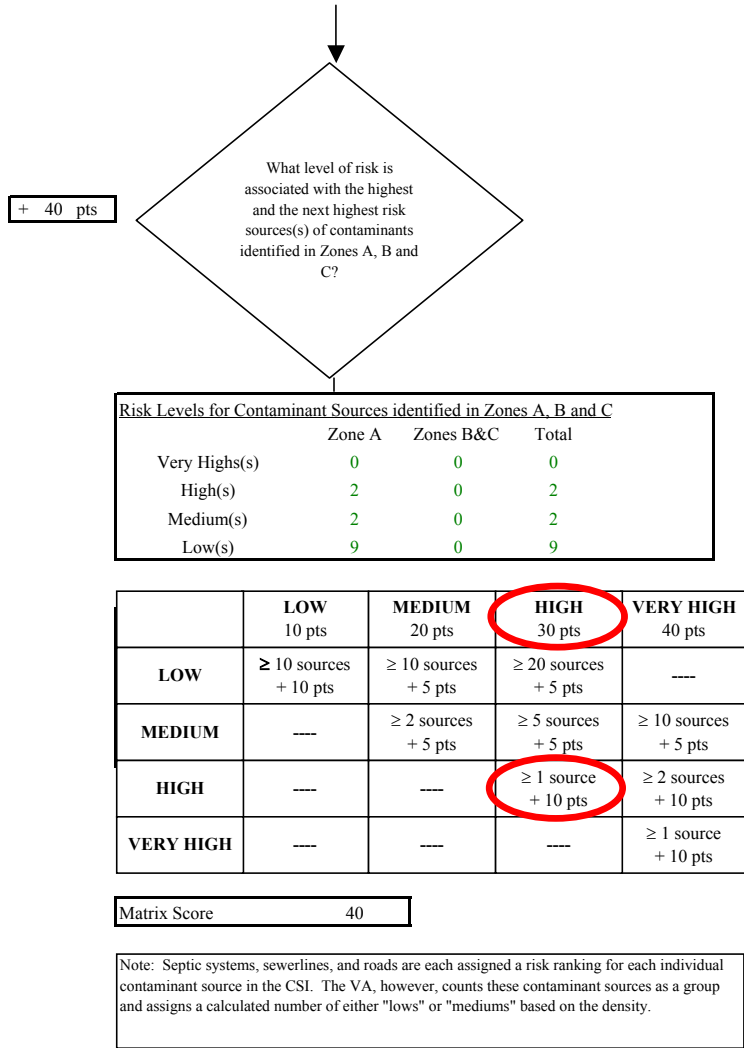 What level of risk is
associated with the highest
and the next highest risk
sources(s) of contaminants
identified in Zones A, B and
C?
+ 40 pts
Risk Levels for Contaminant Sources identified in Zones A, B and C
Zone A Zones B&C Total
Very Highs(s) 0 0 0
High(s) 2 0 2
Medium(s) 2 0 2
Low(s) 9 0 9
LOW MEDIUM HIGH VERY HIGH
10 pts 20 pts 30 pts 40 pts
LOW ≥ 10 sources ≥ 10 sources ≥ 20 sources ----
+ 10 pts + 5 pts + 5 pts
MEDIUM ---- ≥ 2 sources ≥ 5 sources ≥ 10 sources
+ 5 pts + 5 pts + 5 pts
HIGH ---- ---- ≥ 1 source ≥ 2 sources
+ 10 pts + 10 pts
VERY HIGH ---- ---- ---- ≥ 1 source
+ 10 pts
Matrix Score 40
Note: Septic systems, sewerlines, and roads are each assigned a risk ranking for each individual
contaminant source in the CSI. The VA, however, counts these contaminant sources as a group
and assigns a calculated number of either "lows" or "mediums" based on the density.